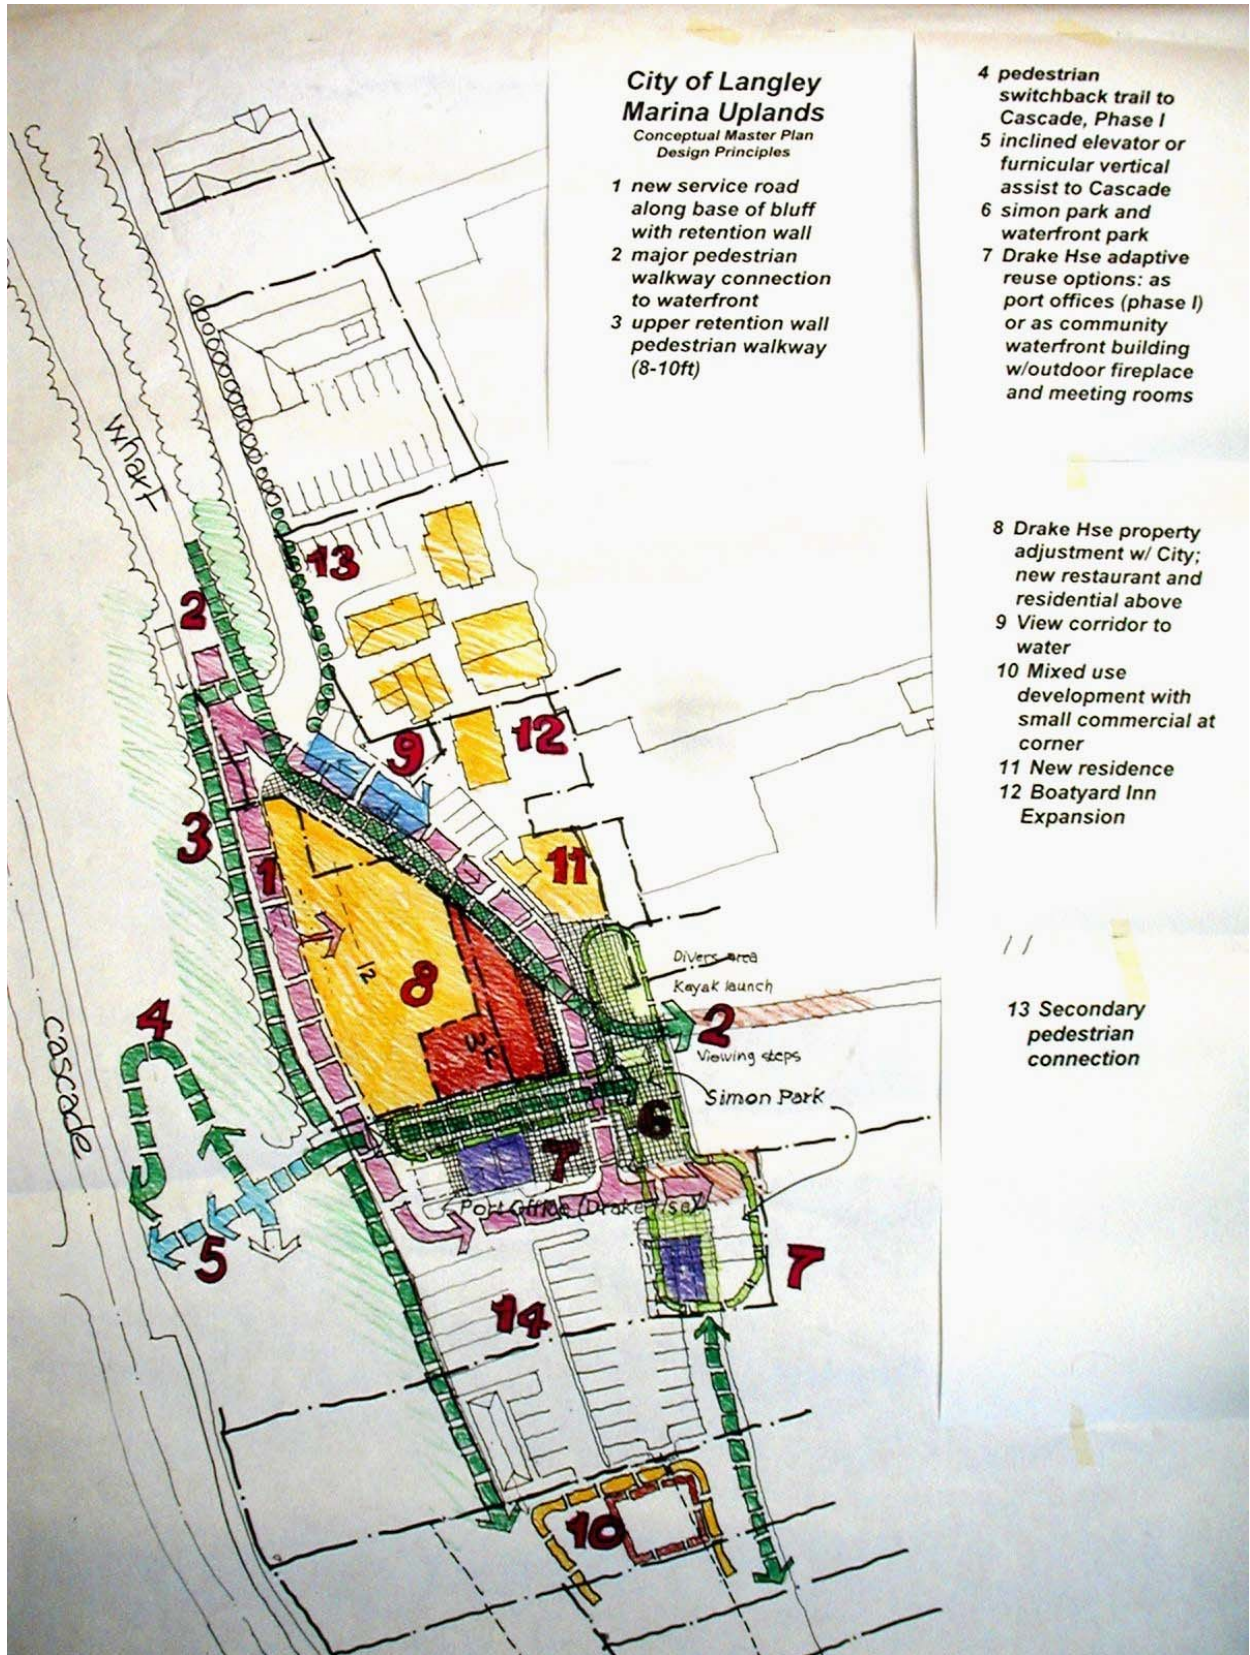 City of Langley
Marina Uplands
Conceptual Master Plan
Design Principles
1 new service road
along base of bluff
with retention wall
2 major pedestrian
walkway connection
to waterfront
3 upper retention wall
pedestrian walkway
(8-10ft)
4 pedestrian
switchback trail to
Cascade, Phase I
5 inclined elevator or
furnicular vertical
assist to Cascade
6 simon park and
waterfront park
7 Drake Hse adaptive
reuse options: as
port offices (phase I)
or as community
waterfront building
w/outdoor fireplace
and meeting rooms
8 Drake Hse property
adjustment w/ City;
new restaurant and
residential above
9 View corridor to
water
10 Mixed use
development with
small commercial at
corner
11 New residence
12 Boatyard Inn
Expansion
13 Secondary
pedestrian
connection
wharf
13
2
9
12
3
1
11
12
8
Divers area
Kayak launch
2
4
Viewing steps
Simon Park
cascade
6
7
Port Office (Drake Hse)
5
7
14
10